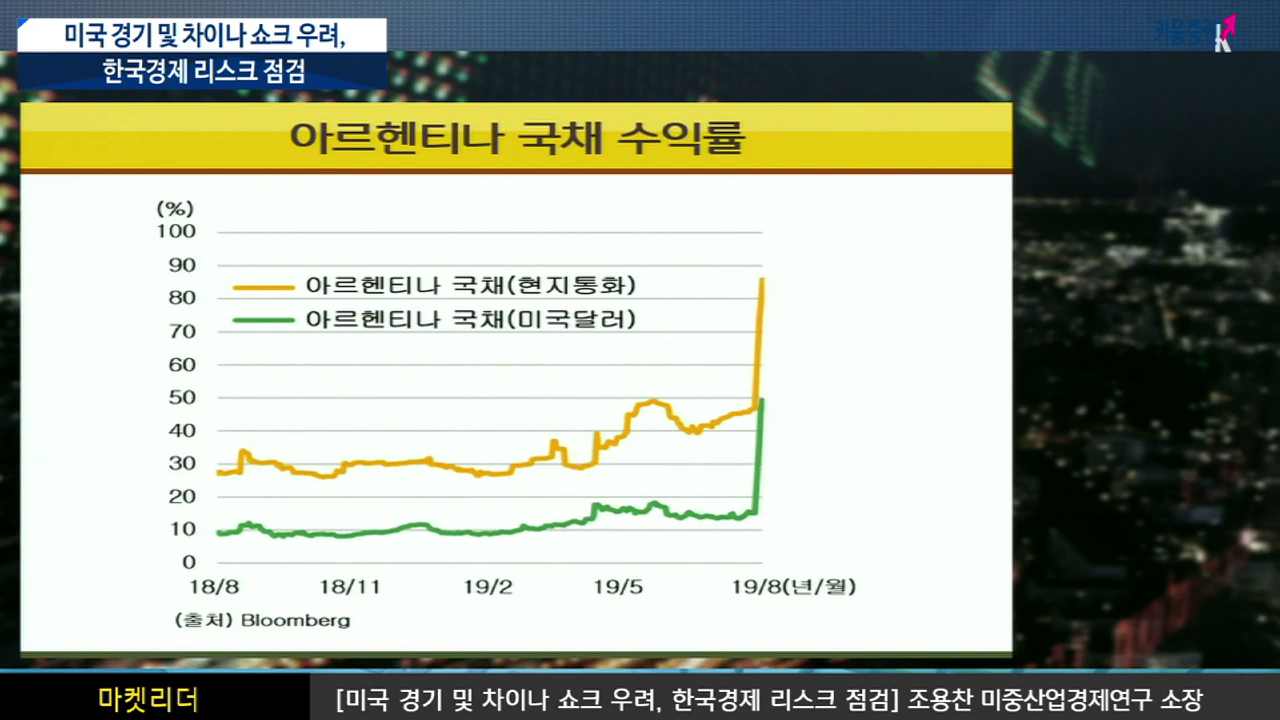 미국 경기 및 차이나 쇼크 우려,
한국경제 리스크 점검
아르헨티나 국채 수익률
(%)
100
90
80
70
60
50
40
30
20
10
0
아르헨티나 국채(현지통화)
아르헨티나 국채(미국달러)
18/8 18/11 19/2 19/5 19/8(년/월)
(출처) Bloomberg
마켓리더
[미국 경기 및 차이나 쇼크 우려, 한국경제 리스크 점검] 조용찬 미중산업경제연구 소장